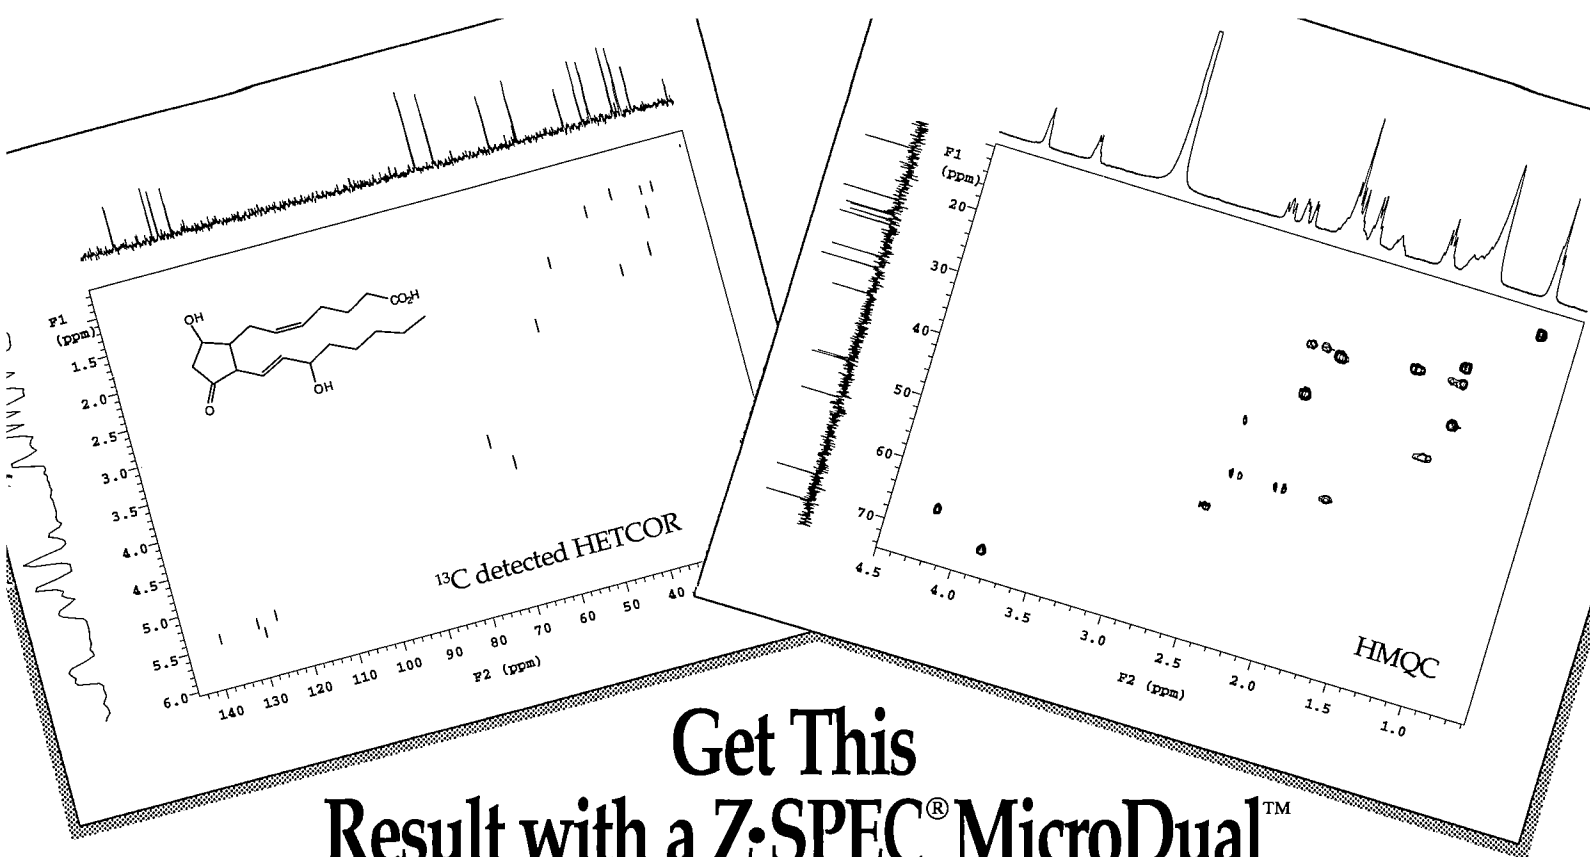 F1
(ppm)
1.5
2.0
2.5
3.0
3.5
4.0
4.5
5.0
5.5
6.0
140 130 120 110 100 90 80 70 60 50 40
F2 (ppm)
OH
CO₂H
OH
O
¹³C detected HETCOR
F1
(ppm)
20
30
40
50
60
70
4.5 4.0 3.5 3.0 2.5 2.0 1.5 1.0
F2 (ppm)
HMQC
Get This
Result with a Z•SPEC® MicroDual™